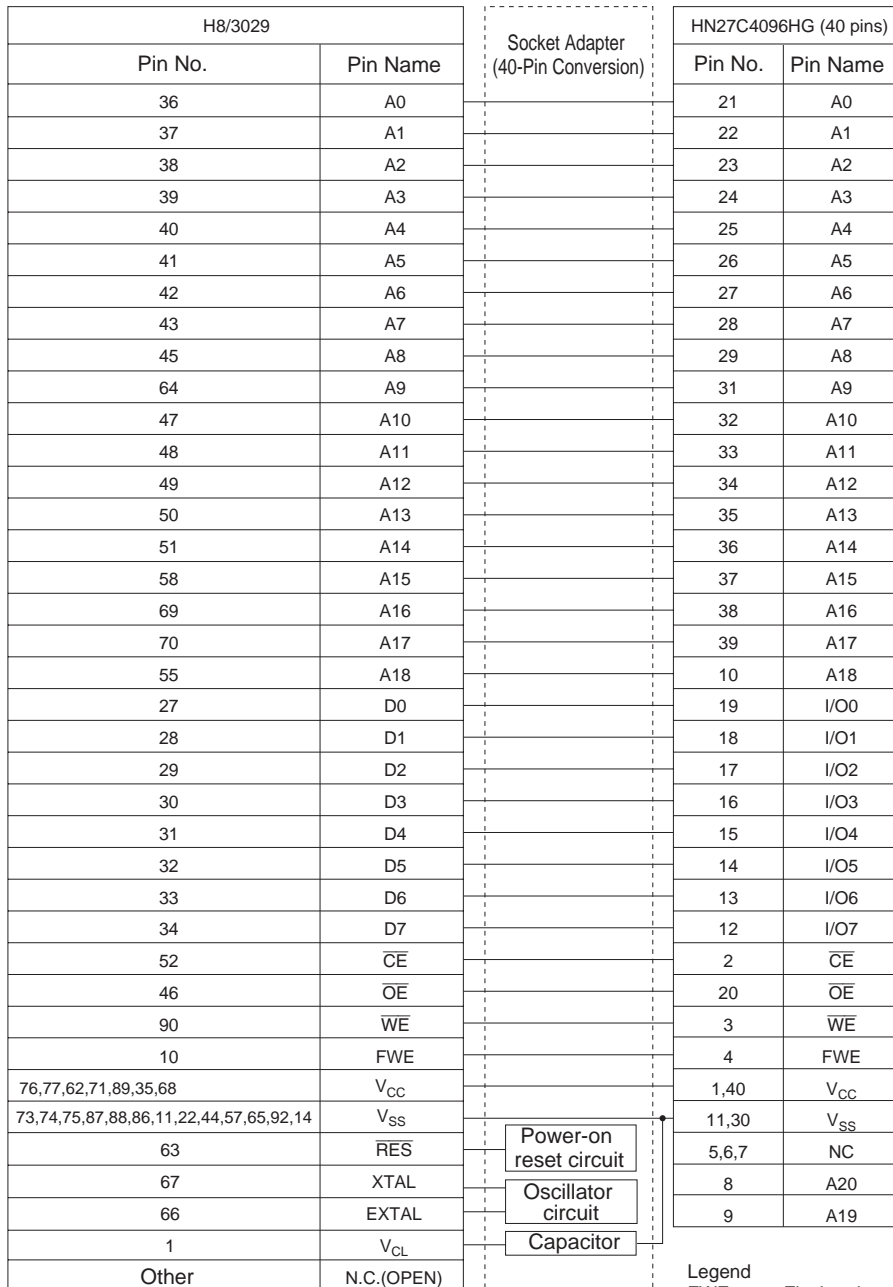 H8/3029 Socket Adapter (40-Pin Conversion) HN27C4096HG (40 pins)
Pin No. Pin Name Pin No. Pin Name
36 A0 21 A0
37 A1 22 A1
38 A2 23 A2
39 A3 24 A3
40 A4 25 A4
41 A5 26 A5
42 A6 27 A6
43 A7 28 A7
45 A8 29 A8
64 A9 31 A9
47 A10 32 A10
48 A11 33 A11
49 A12 34 A12
50 A13 35 A13
51 A14 36 A14
58 A15 37 A15
69 A16 38 A16
70 A17 39 A17
55 A18 10 A18
27 D0 19 I/O0
28 D1 18 I/O1
29 D2 17 I/O2
30 D3 16 I/O3
31 D4 15 I/O4
32 D5 14 I/O5
33 D6 13 I/O6
34 D7 12 I/O7
52 C̅E̅ 2 C̅E̅
46 O̅E̅ 20 O̅E̅
90 W̅E̅ 3 W̅E̅
10 FWE 4 FWE
76,77,62,71,89,35,68 VCC 1,40 VCC
73,74,75,87,88,86,11,22,44,57,65,92,14 VSS 11,30 VSS
63 R̅E̅S̅ Power-on reset circuit 5,6,7 NC
67 XTAL Oscillator circuit 8 A20
66 EXTAL 9 A19
1 VCL Capacitor
Other N.C.(OPEN) Legend